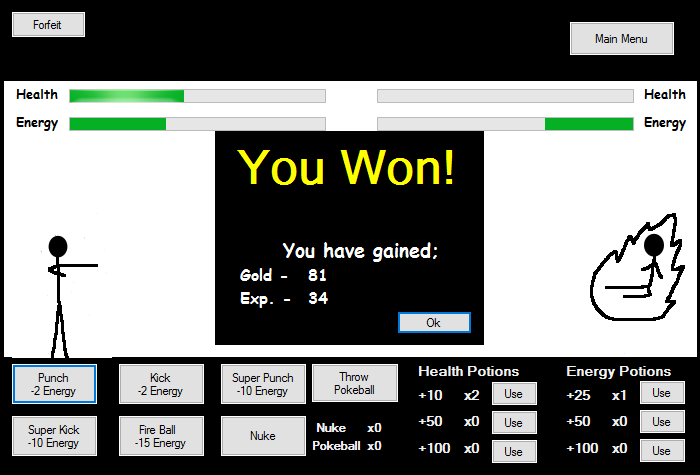 Forfeit
Main Menu
Health
Health
Energy
Energy
You Won!
You have gained;
Gold - 81
Exp. - 34
Ok
Punch
-2 Energy
Kick
-2 Energy
Super Punch
-10 Energy
Throw
Pokeball
Super Kick
-10 Energy
Fire Ball
-15 Energy
Nuke
Nuke x0
Pokeball x0
Health Potions
+10 x2 Use
+50 x0 Use
+100 x0 Use
Energy Potions
+25 x1 Use
+50 x0 Use
+100 x0 Use